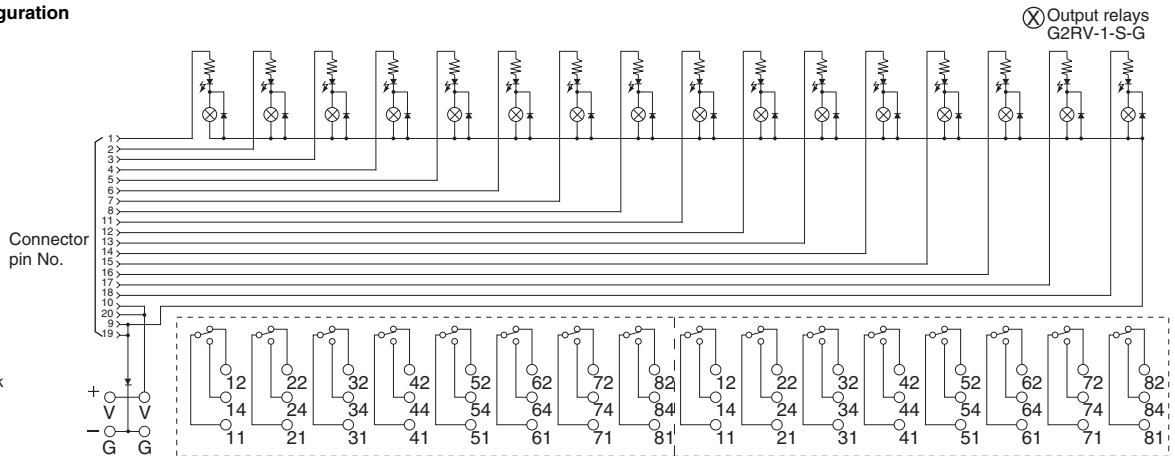 guration
Output relays
G2RV-1-S-G
1
2
3
4
5
6
7
8
11
12
13
14
15
16
17
18
10
20
9
19
Connector
pin No.
k
+
V V
−
G G
12 22 32 42 52 62 72 82 12 22 32 42 52 62 72 82
14 24 34 44 54 64 74 84 14 24 34 44 54 64 74 84
11 21 31 41 51 61 71 81 11 21 31 41 51 61 71 81